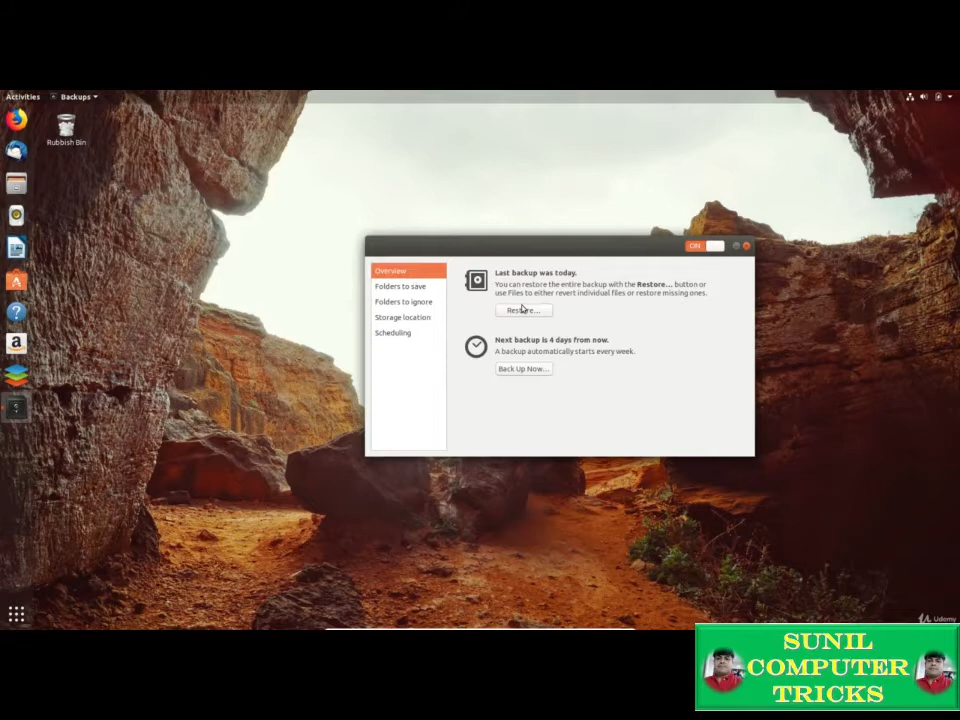 Activities
Backups
Rubbish Bin
ON
Overview
Folders to save
Folders to ignore
Storage location
Scheduling
Last backup was today.
You can restore the entire backup with the Restore... button or
use Files to either revert individual files or restore missing ones.
Restore...
Next backup is 4 days from now.
A backup automatically starts every week.
Back Up Now...
Udemy
SUNIL
COMPUTER
TRICKS